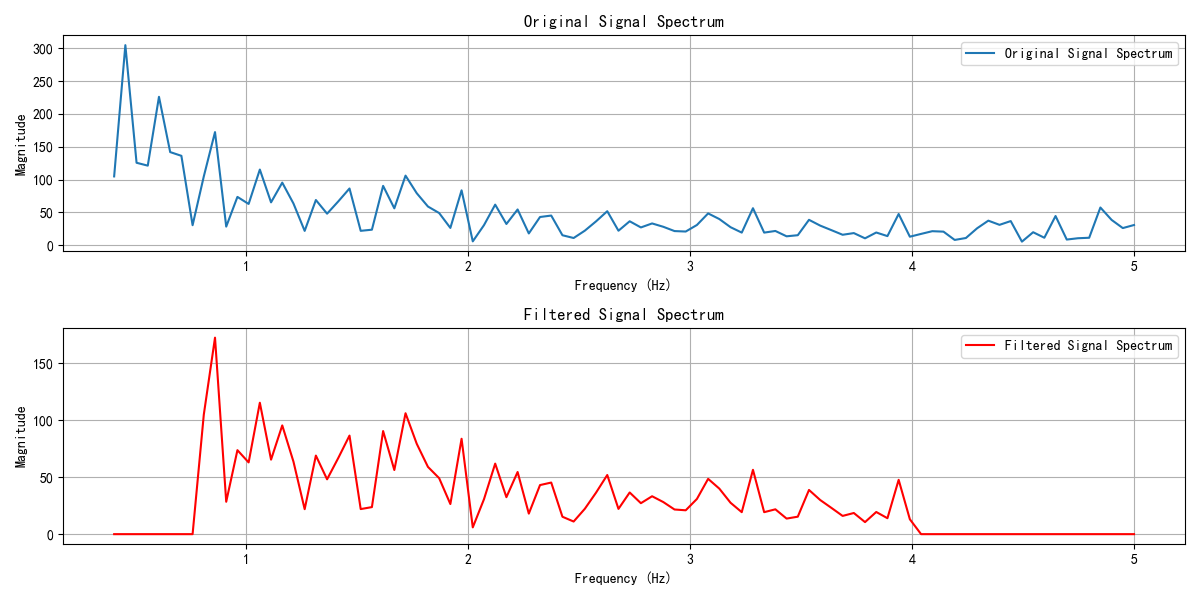 Original Signal Spectrum
300
250
200
150
100
50
0
Magnitude
Original Signal Spectrum
1 2 3 4 5
Frequency (Hz)
Filtered Signal Spectrum
150
100
50
0
Magnitude
Filtered Signal Spectrum
1 2 3 4 5
Frequency (Hz)